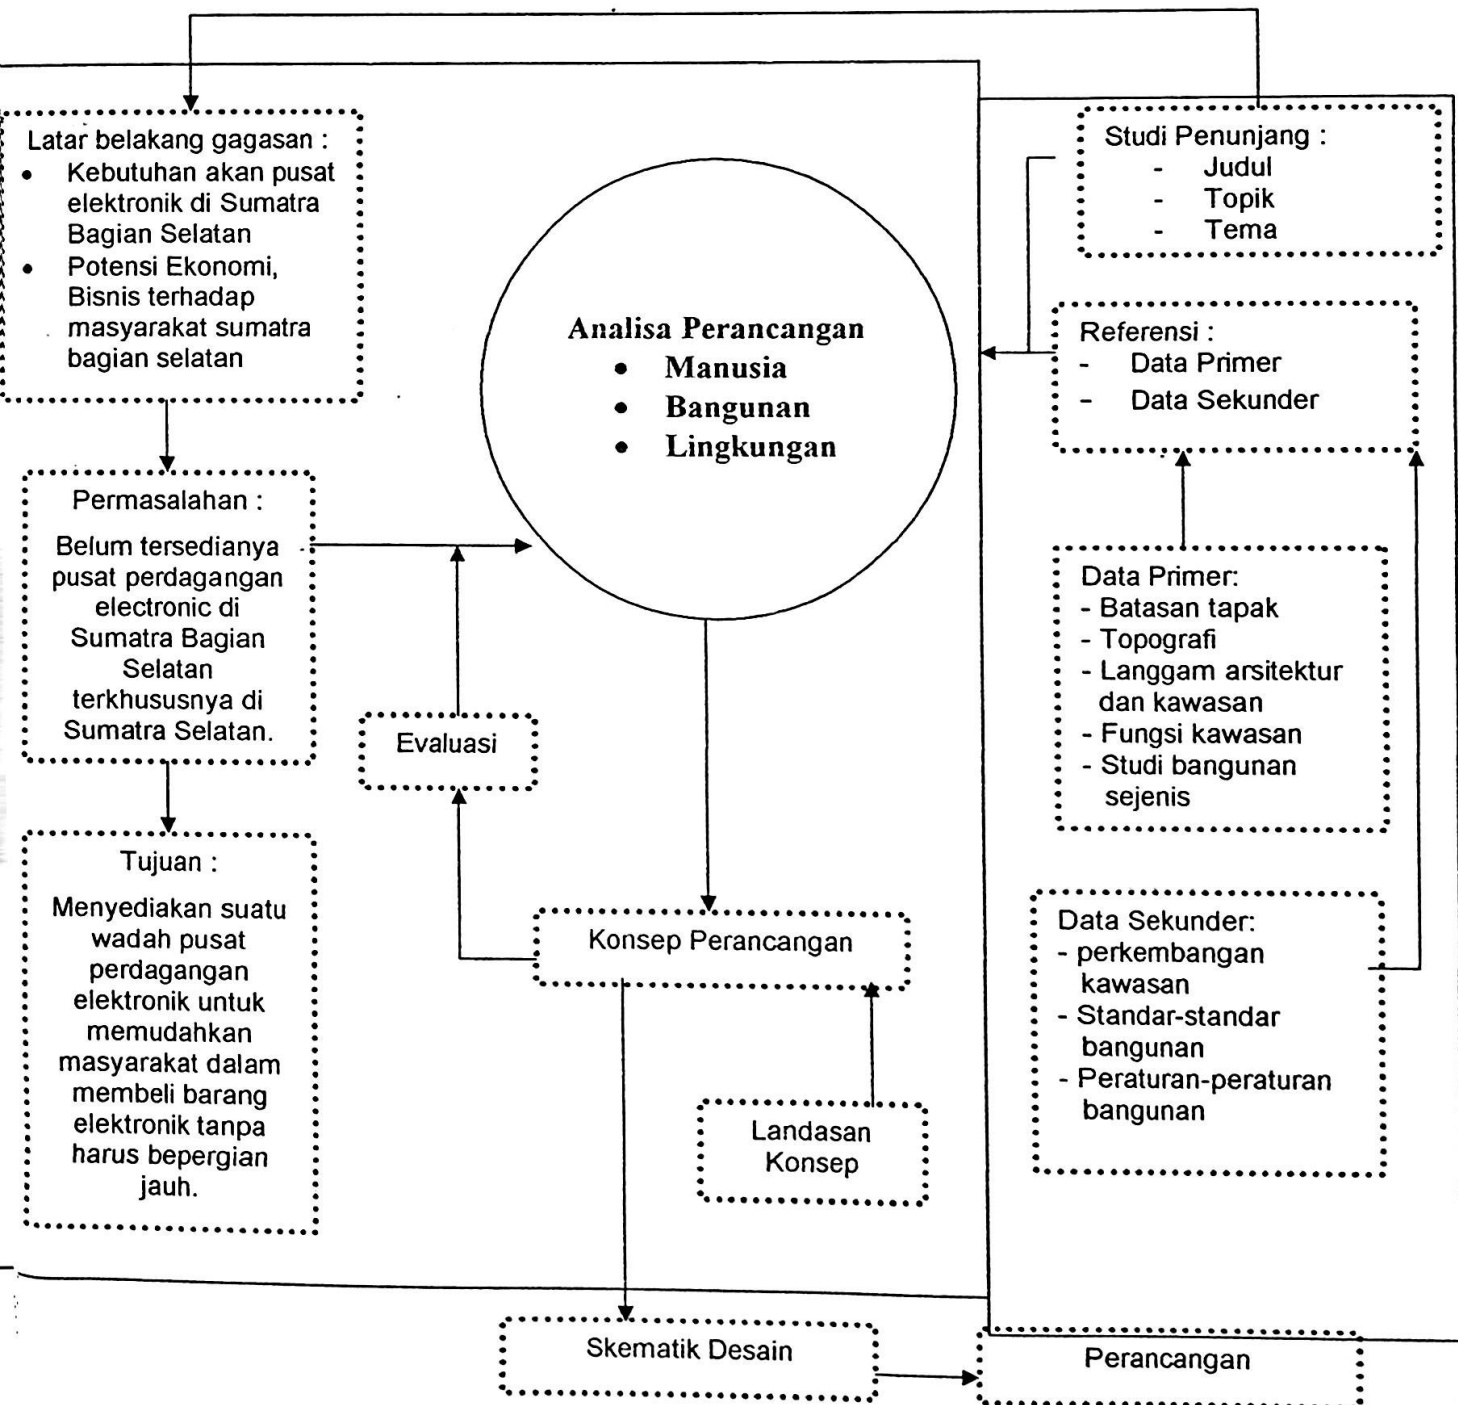 Latar belakang gagasan :
• Kebutuhan akan pusat
elektronik di Sumatra
Bagian Selatan
• Potensi Ekonomi,
Bisnis terhadap
masyarakat sumatra
bagian selatan
Permasalahan :
Belum tersedianya
pusat perdagangan
electronic di
Sumatra Bagian
Selatan
terkhususnya di
Sumatra Selatan.
Tujuan :
Menyediakan suatu
wadah pusat
perdagangan
elektronik untuk
memudahkan
masyarakat dalam
membeli barang
elektronik tanpa
harus bepergian
jauh.
Analisa Perancangan
• Manusia
• Bangunan
• Lingkungan
Evaluasi
Konsep Perancangan
Landasan
Konsep
Skematik Desain
Studi Penunjang :
- Judul
- Topik
- Tema
Referensi :
- Data Primer
- Data Sekunder
Data Primer:
- Batasan tapak
- Topografi
- Langgam arsitektur
dan kawasan
- Fungsi kawasan
- Studi bangunan
sejenis
Data Sekunder:
- perkembangan
kawasan
- Standar-standar
bangunan
- Peraturan-peraturan
bangunan
Perancangan